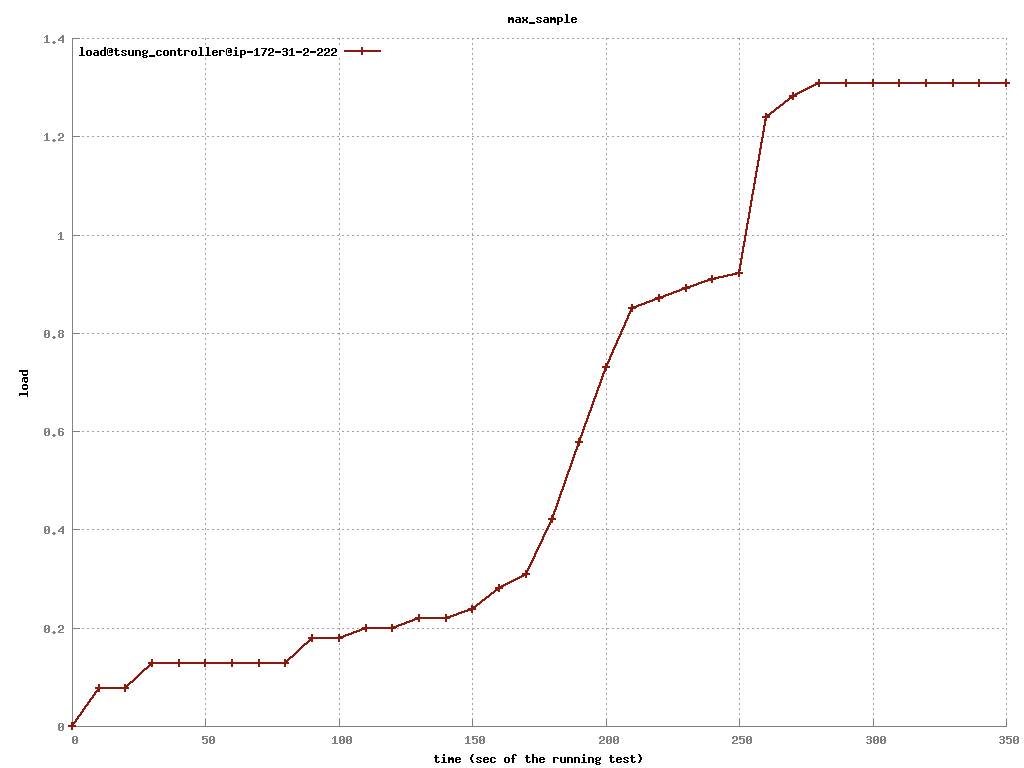 max_sample
load@tsung_controller@ip-172-31-2-222
1.4
1.2
1
0.8
0.6
0.4
0.2
0
load
0 50 100 150 200 250 300 350
time (sec of the running test)